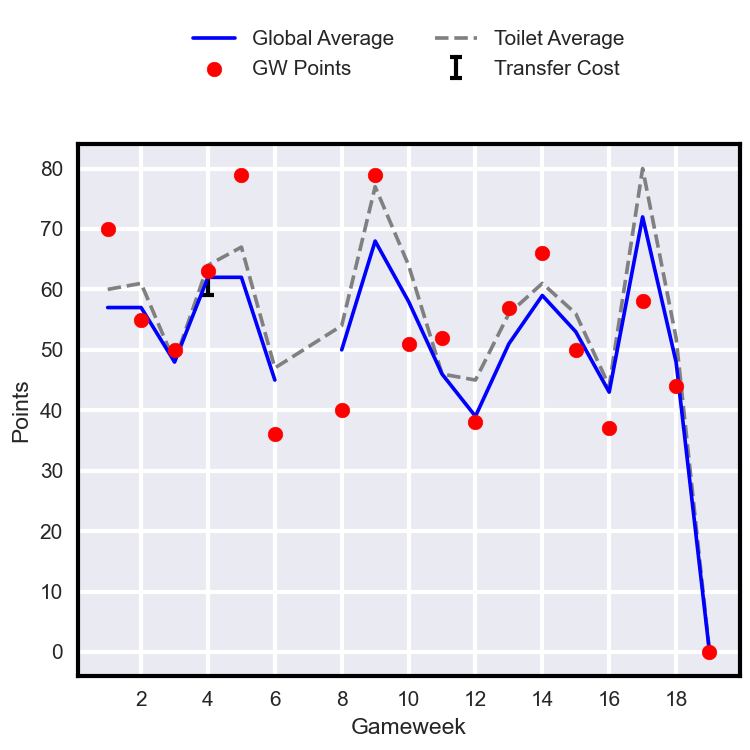 Global Average
Toilet Average
GW Points
Transfer Cost
80
70
60
50
40
30
20
10
0
Points
2 4 6 8 10 12 14 16 18
Gameweek